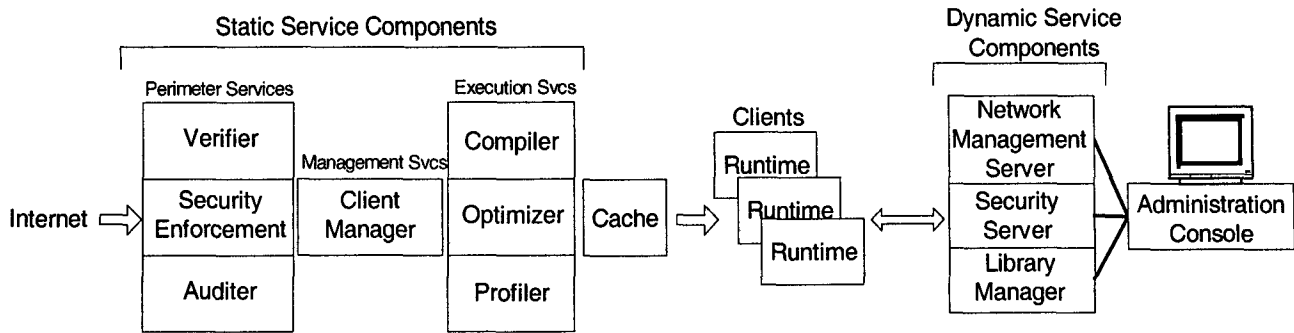 Static Service Components
Dynamic Service
Components
Perimeter Services
Execution Svcs
Verifier
Management Svcs
Compiler
Clients
Network
Management
Server
Runtime
Internet
Security
Enforcement
Client
Manager
Optimizer
Cache
Runtime
Runtime
Security
Server
Administration
Console
Auditer
Profiler
Library
Manager